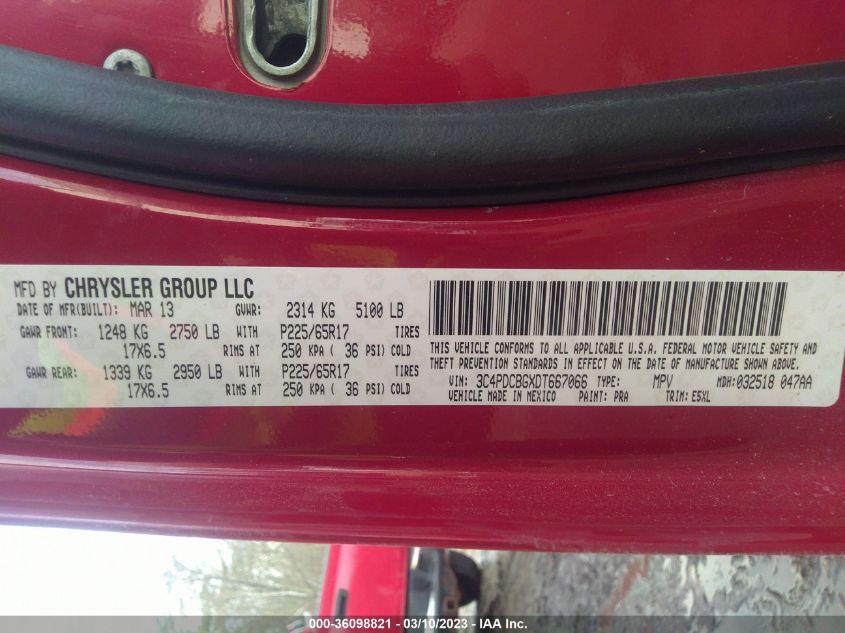 MFD BY CHRYSLER GROUP LLC
DATE OF MFR(BUILT): MAR 13 GVWR: 2314 KG 5100 LB
GAWR FRONT: 1248 KG 2750 LB WITH P225/65R17 TIRES
17X6.5 RIMS AT 250 KPA ( 36 PSI) COLD
GAWR REAR: 1339 KG 2950 LB WITH P225/65R17 TIRES
17X6.5 RIMS AT 250 KPA ( 36 PSI) COLD
THIS VEHICLE CONFORMS TO ALL APPLICABLE U.S.A. FEDERAL MOTOR VEHICLE SAFETY AND
THEFT PREVENTION STANDARDS IN EFFECT ON THE DATE OF MANUFACTURE SHOWN ABOVE.
VIN: 3C4PDCBGXDT667066 TYPE: MPV MDH: 032518 047AA
VEHICLE MADE IN MEXICO PAINT: PRA TRIM: E5XL
000-36098821 — 03/10/2023 — IAA Inc.